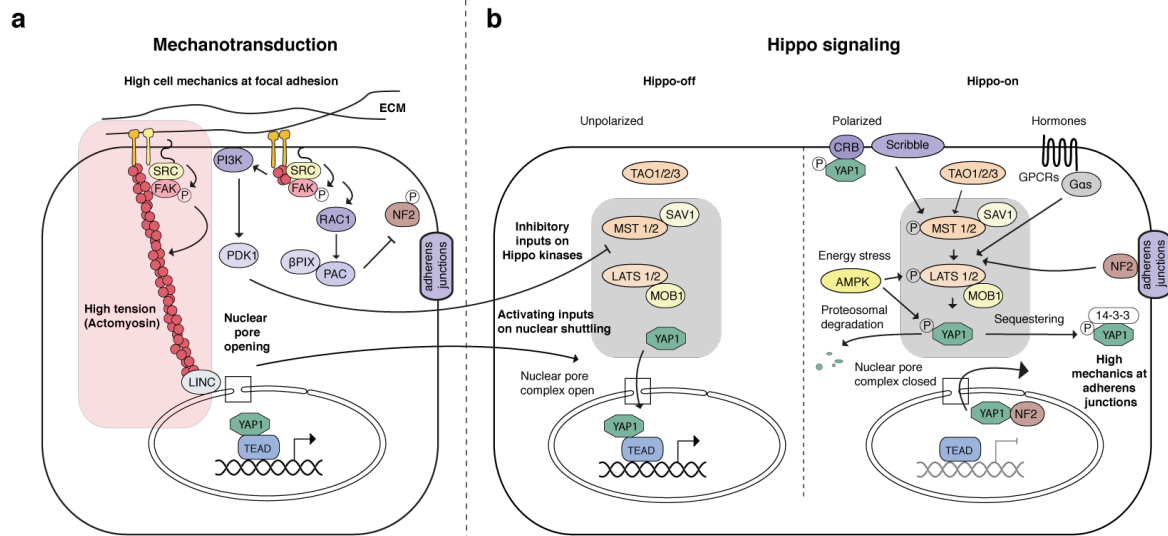 a
Mechanotransduction
High cell mechanics at focal adhesion
ECM
SRC
FAK
P
PI3K
SRC
FAK
P
RAC1
NF2
P
PDK1
βPIX
PAC
adherens
junctions
High tension
(Actomyosin)
Nuclear
pore
opening
LINC
YAP1
TEAD
b
Hippo signaling
Hippo-off
Hippo-on
Unpolarized
TAO1/2/3
SAV1
MST 1/2
Inhibitory
inputs on
Hippo kinases
LATS 1/2
MOB1
Activating inputs
on nuclear shuttling
YAP1
Nuclear pore
complex open
YAP1
TEAD
Polarized
Hormones
CRB
Scribble
P
YAP1
TAO1/2/3
GPCRs
Gαs
SAV1
P
MST 1/2
Energy stress
AMPK
P
LATS 1/2
MOB1
NF2
adherens
junctions
Proteosomal
degradation
P
YAP1
Sequestering
14-3-3
P
YAP1
Nuclear pore
complex closed
High
mechanics at
adherens
junctions
YAP1
NF2
TEAD